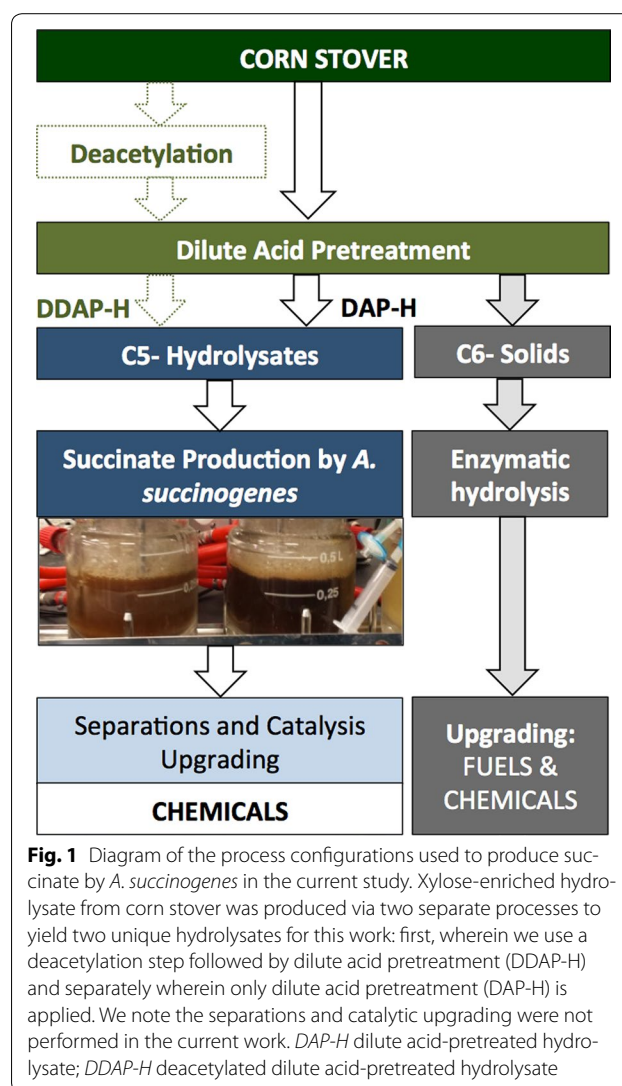 CORN STOVER
Deacetylation
Dilute Acid Pretreatment
DDAP-H
DAP-H
C5- Hydrolysates
C6- Solids
Succinate Production by A.
succinogenes
Enzymatic
hydrolysis
0,5 L
0,25
Separations and Catalysis
Upgrading
CHEMICALS
Upgrading:
FUELS &
CHEMICALS
Fig. 1 Diagram of the process configurations used to produce suc-
cinate by A. succinogenes in the current study. Xylose-enriched hydro-
lysate from corn stover was produced via two separate processes to
yield two unique hydrolysates for this work: first, wherein we use a
deacetylation step followed by dilute acid pretreatment (DDAP-H)
and separately wherein only dilute acid pretreatment (DAP-H) is
applied. We note the separations and catalytic upgrading were not
performed in the current work. DAP-H dilute acid-pretreated hydro-
lysate; DDAP-H deacetylated dilute acid-pretreated hydrolysate